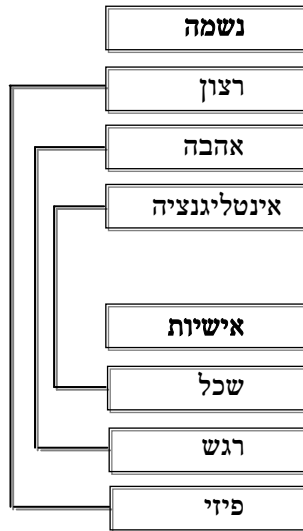 נשמה
רצון
אהבה
אינטליגנציה
אישיות
שכל
רגש
פיזי